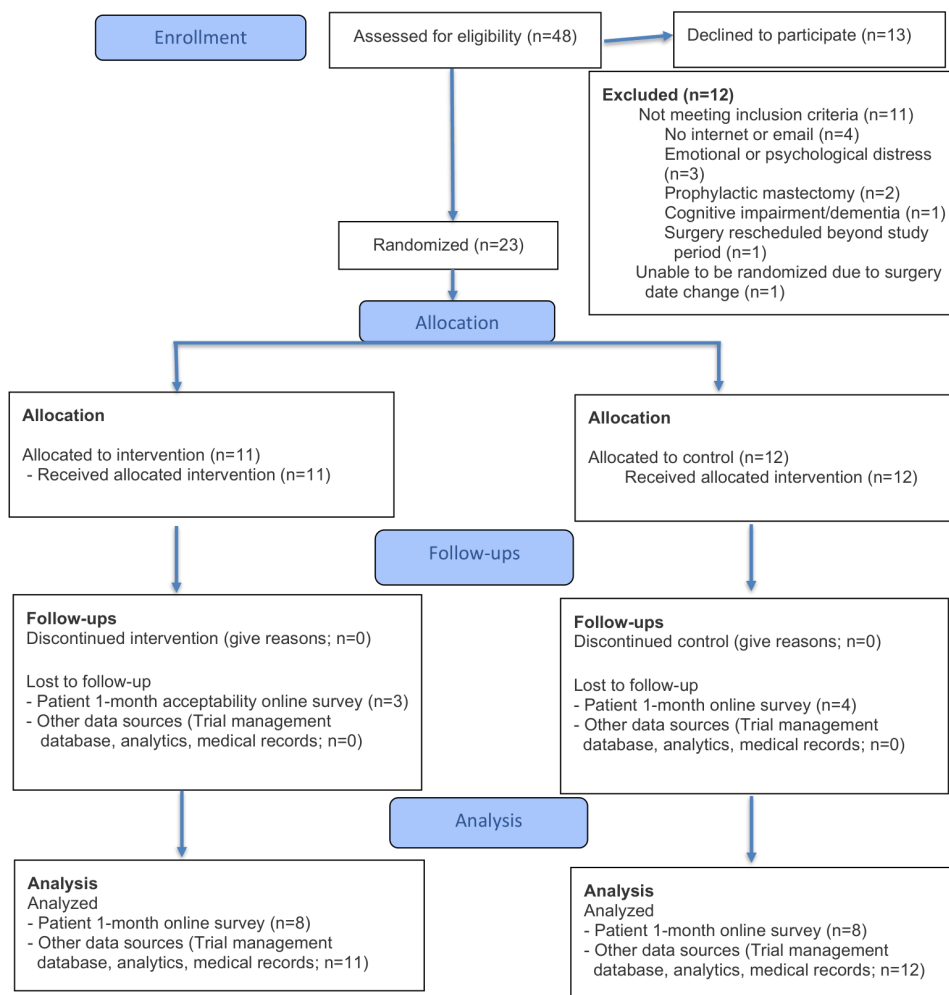 Enrollment
Assessed for eligibility (n=48)
Declined to participate (n=13)
Excluded (n=12)
Not meeting inclusion criteria (n=11)
No internet or email (n=4)
Emotional or psychological distress
(n=3)
Prophylactic mastectomy (n=2)
Cognitive impairment/dementia (n=1)
Surgery rescheduled beyond study
period (n=1)
Unable to be randomized due to surgery
date change (n=1)
Randomized (n=23)
Allocation
Allocation
Allocated to intervention (n=11)
- Received allocated intervention (n=11)
Allocation
Allocated to control (n=12)
Received allocated intervention (n=12)
Follow-ups
Follow-ups
Discontinued intervention (give reasons; n=0)
Lost to follow-up
- Patient 1-month acceptability online survey (n=3)
- Other data sources (Trial management
database, analytics, medical records; n=0)
Follow-ups
Discontinued control (give reasons; n=0)
Lost to follow-up
- Patient 1-month online survey (n=4)
- Other data sources (Trial management
database, analytics, medical records; n=0)
Analysis
Analysis
Analyzed
- Patient 1-month online survey (n=8)
- Other data sources (Trial management
database, analytics, medical records; n=11)
Analysis
Analyzed
- Patient 1-month online survey (n=8)
- Other data sources (Trial management
database, analytics, medical records; n=12)